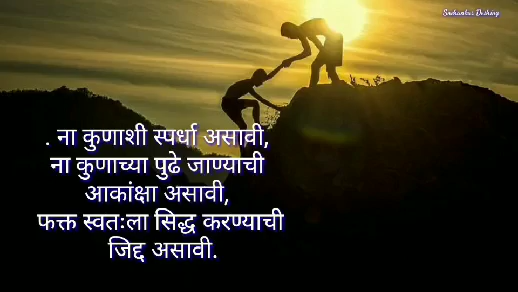 . ना कुणाशी स्पर्धा असावी,
ना कुणाच्या पुढे जाण्याची
आकांक्षा असावी,
फक्त स्वतःला सिद्ध करण्याची
जिद्द असावी.